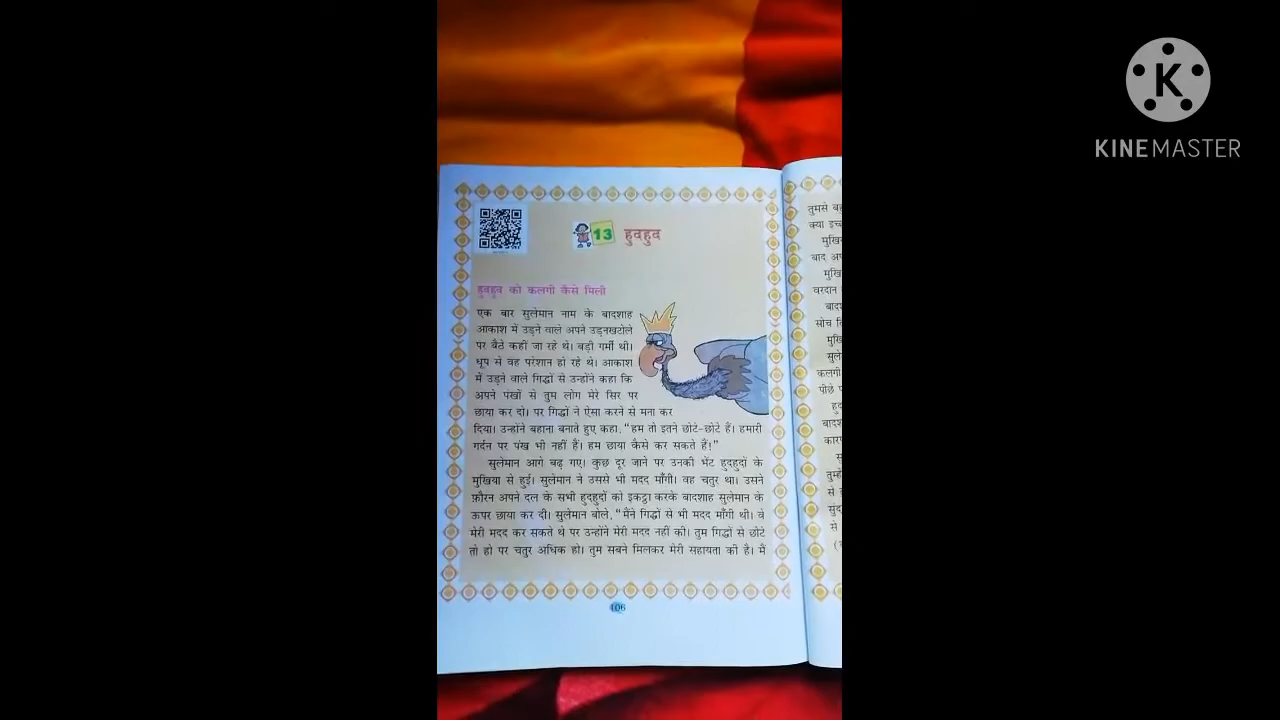 KINEMASTER
13 हुदहुद
हुदहुद को कलगी कैसे मिली
एक बार सुलेमान नाम के बादशाह
आकाश में उड़ने वाले अपने उड़नखटोले
पर बैठे कहीं जा रहे थे। बड़ी गर्मी थी।
धूप से वह परेशान हो रहे थे। आकाश
में उड़ने वाले गिद्धों से उन्होंने कहा कि
अपने पंखों से तुम लोग मेरे सिर पर
छाया कर दो। पर गिद्धों ने ऐसा करने से मना कर
दिया। उन्होंने बहाना बनाते हुए कहा, “हम तो इतने छोटे-छोटे हैं। हमारी
गर्दन पर पंख भी नहीं हैं। हम छाया कैसे कर सकते हैं!”
सुलेमान आगे बढ़ गए। कुछ दूर जाने पर उनकी भेंट हुदहुदों के
मुखिया से हुई। सुलेमान ने उससे भी मदद माँगी। वह चतुर था। उसने
फ़ौरन अपने दल के सभी हुदहुदों को इकट्ठा करके बादशाह सुलेमान के
ऊपर छाया कर दी। सुलेमान बोले, “मैंने गिद्धों से भी मदद माँगी थी। वे
मेरी मदद कर सकते थे पर उन्होंने मेरी मदद नहीं की। तुम गिद्धों से छोटे
तो हो पर चतुर अधिक हो। तुम सबने मिलकर मेरी सहायता की है। मैं
106
तुमसे
क्या
बाद
वरदान
सोच
कलगी
पीछे